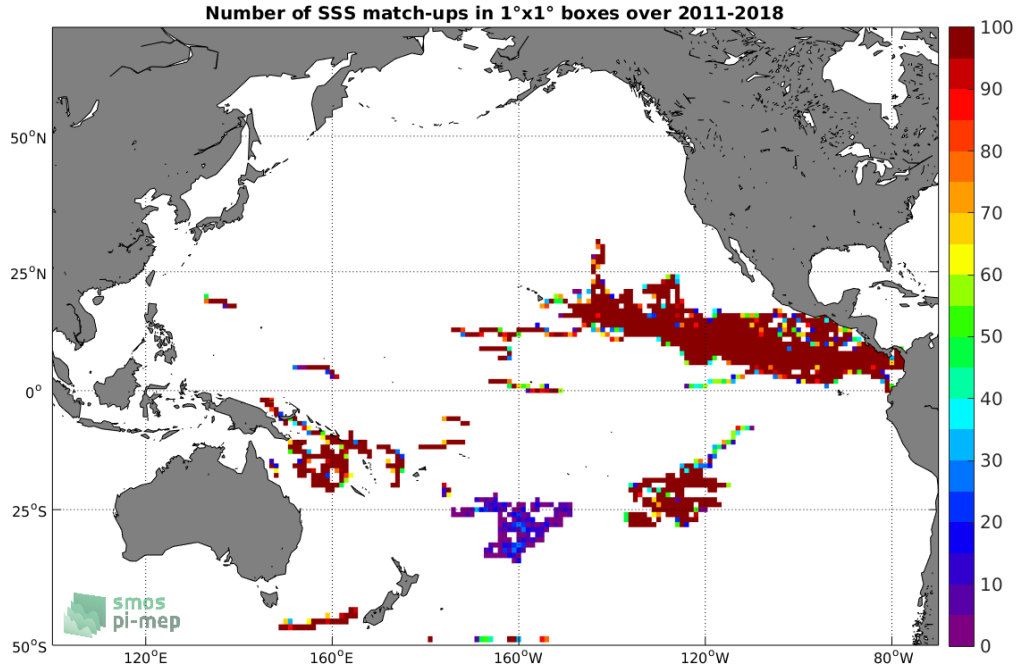 Number of SSS match-ups in 1°x1° boxes over 2011-2018
100
90
80
70
60
50
40
30
20
10
0
50°N
25°N
0°
25°S
50°S
120°E
160°E
160°W
120°W
80°W
smos
pi-mep